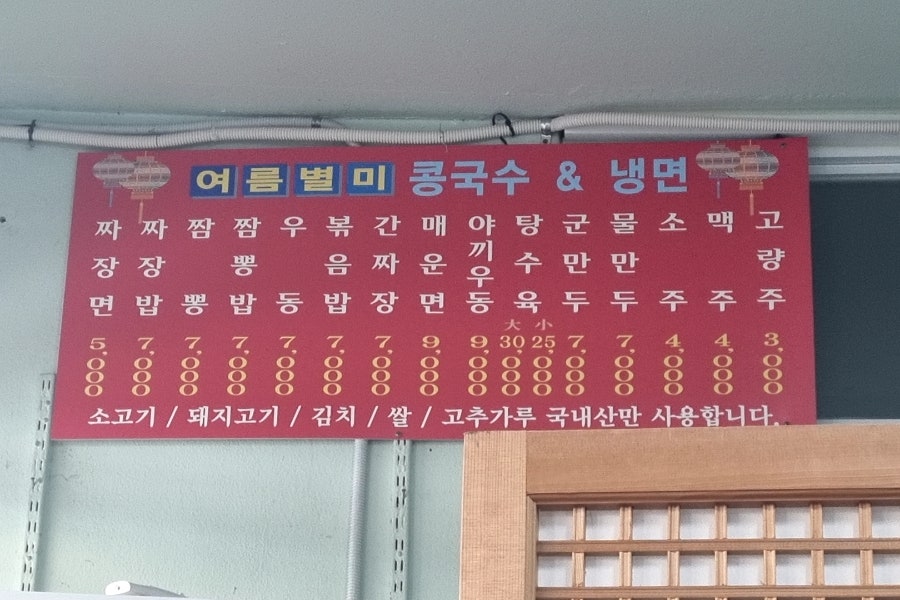 여름별미 콩국수 & 냉면
짜장면 5,000
짜장밥 7,000
짬뽕 7,000
짬뽕밥 7,000
우동 7,000
볶음밥 7,000
간짜장 7,000
매운면 9,000
야끼우동 9,000
탕수육 大 30,000 小 25,000
군만두 7,000
물만두 7,000
소주 4,000
맥주 4,000
고량주 3,000
소고기 / 돼지고기 / 김치 / 쌀 / 고추가루 국내산만 사용합니다.